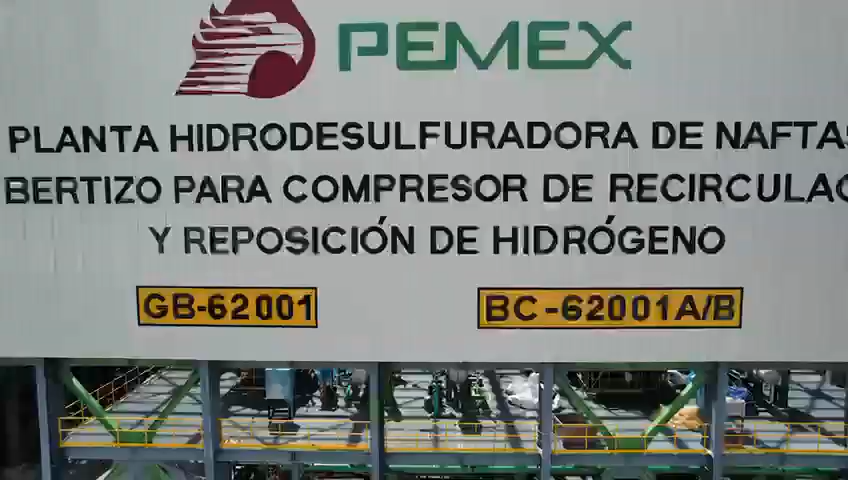 PEMEX
PLANTA HIDRODESULFURADORA DE NAFTAS
BERTIZO PARA COMPRESOR DE RECIRCULAC
Y REPOSICIÓN DE HIDRÓGENO
GB-62001
BC-62001A/B